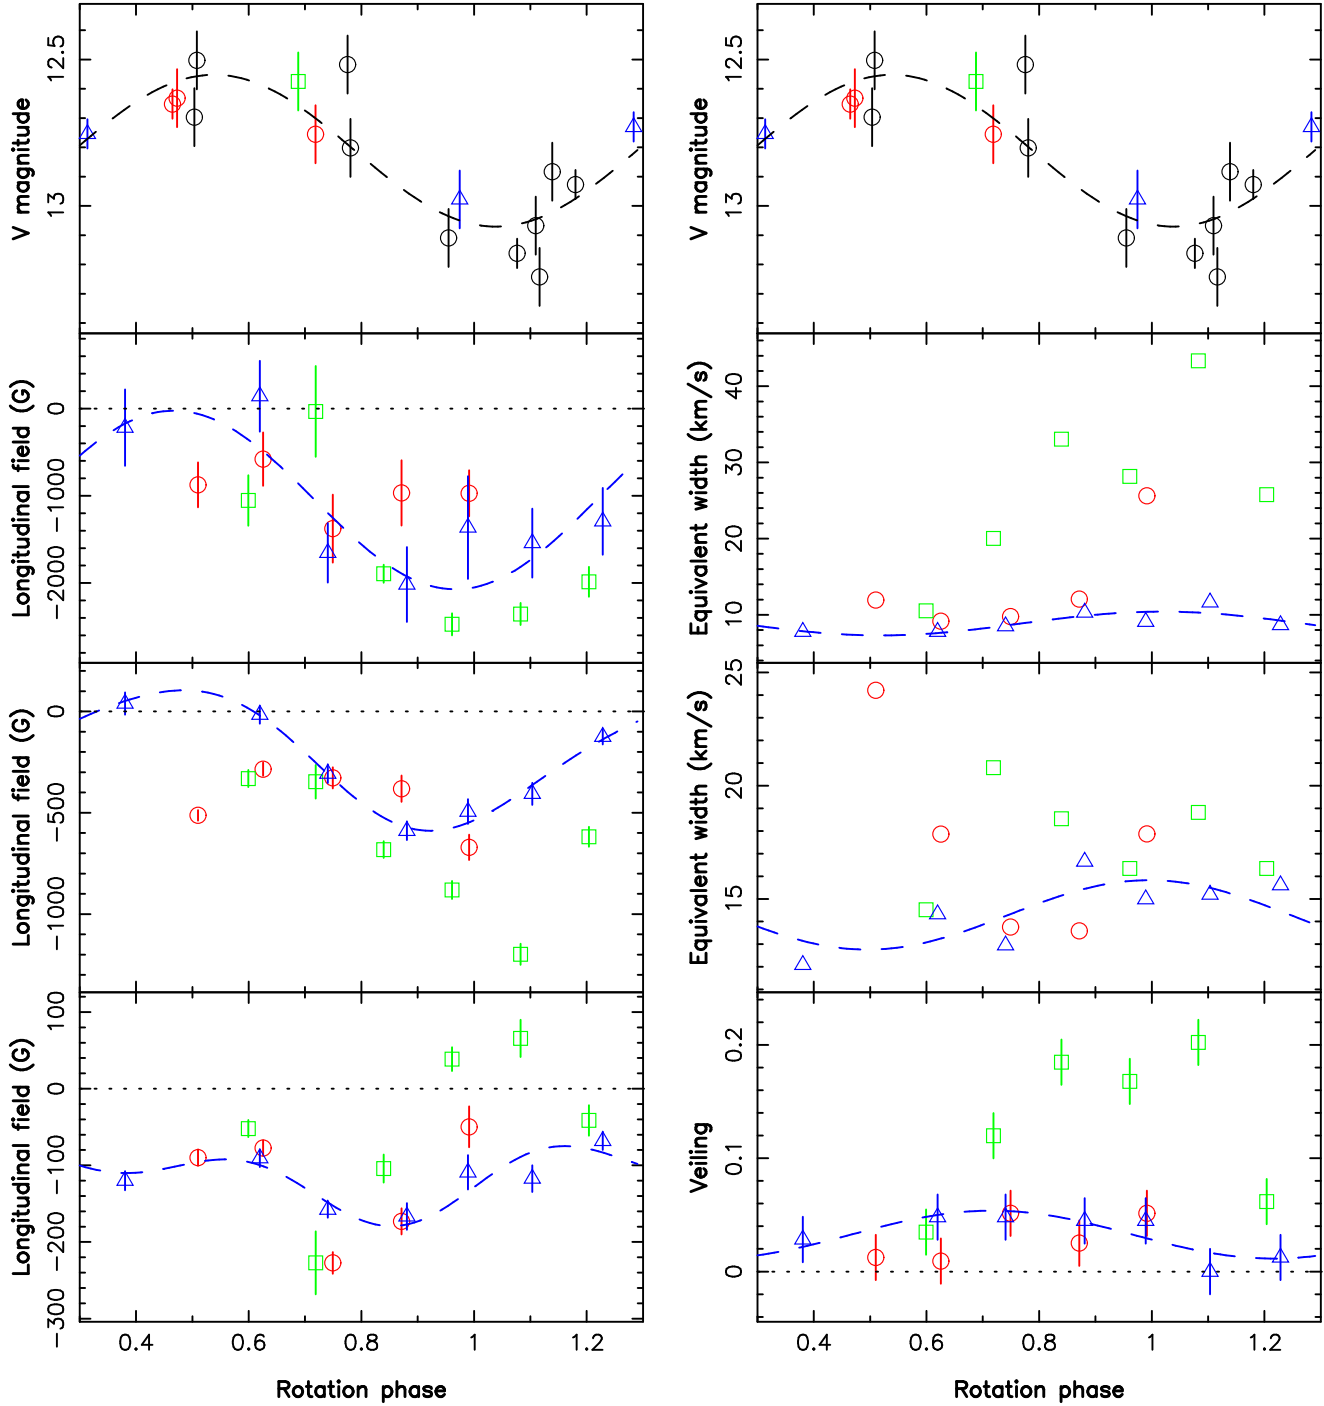 V magnitude
12.5
13
V magnitude
12.5
13
Longitudinal field (G)
0
−1000
−2000
Equivalent width (km/s)
40
30
20
10
Longitudinal field (G)
0
−500
−1000
Equivalent width (km/s)
25
20
15
Longitudinal field (G)
100
0
−100
−200
−300
Veiling
0.2
0.1
0
0.4 0.6 0.8 1 1.2
0.4 0.6 0.8 1 1.2
Rotation phase
Rotation phase